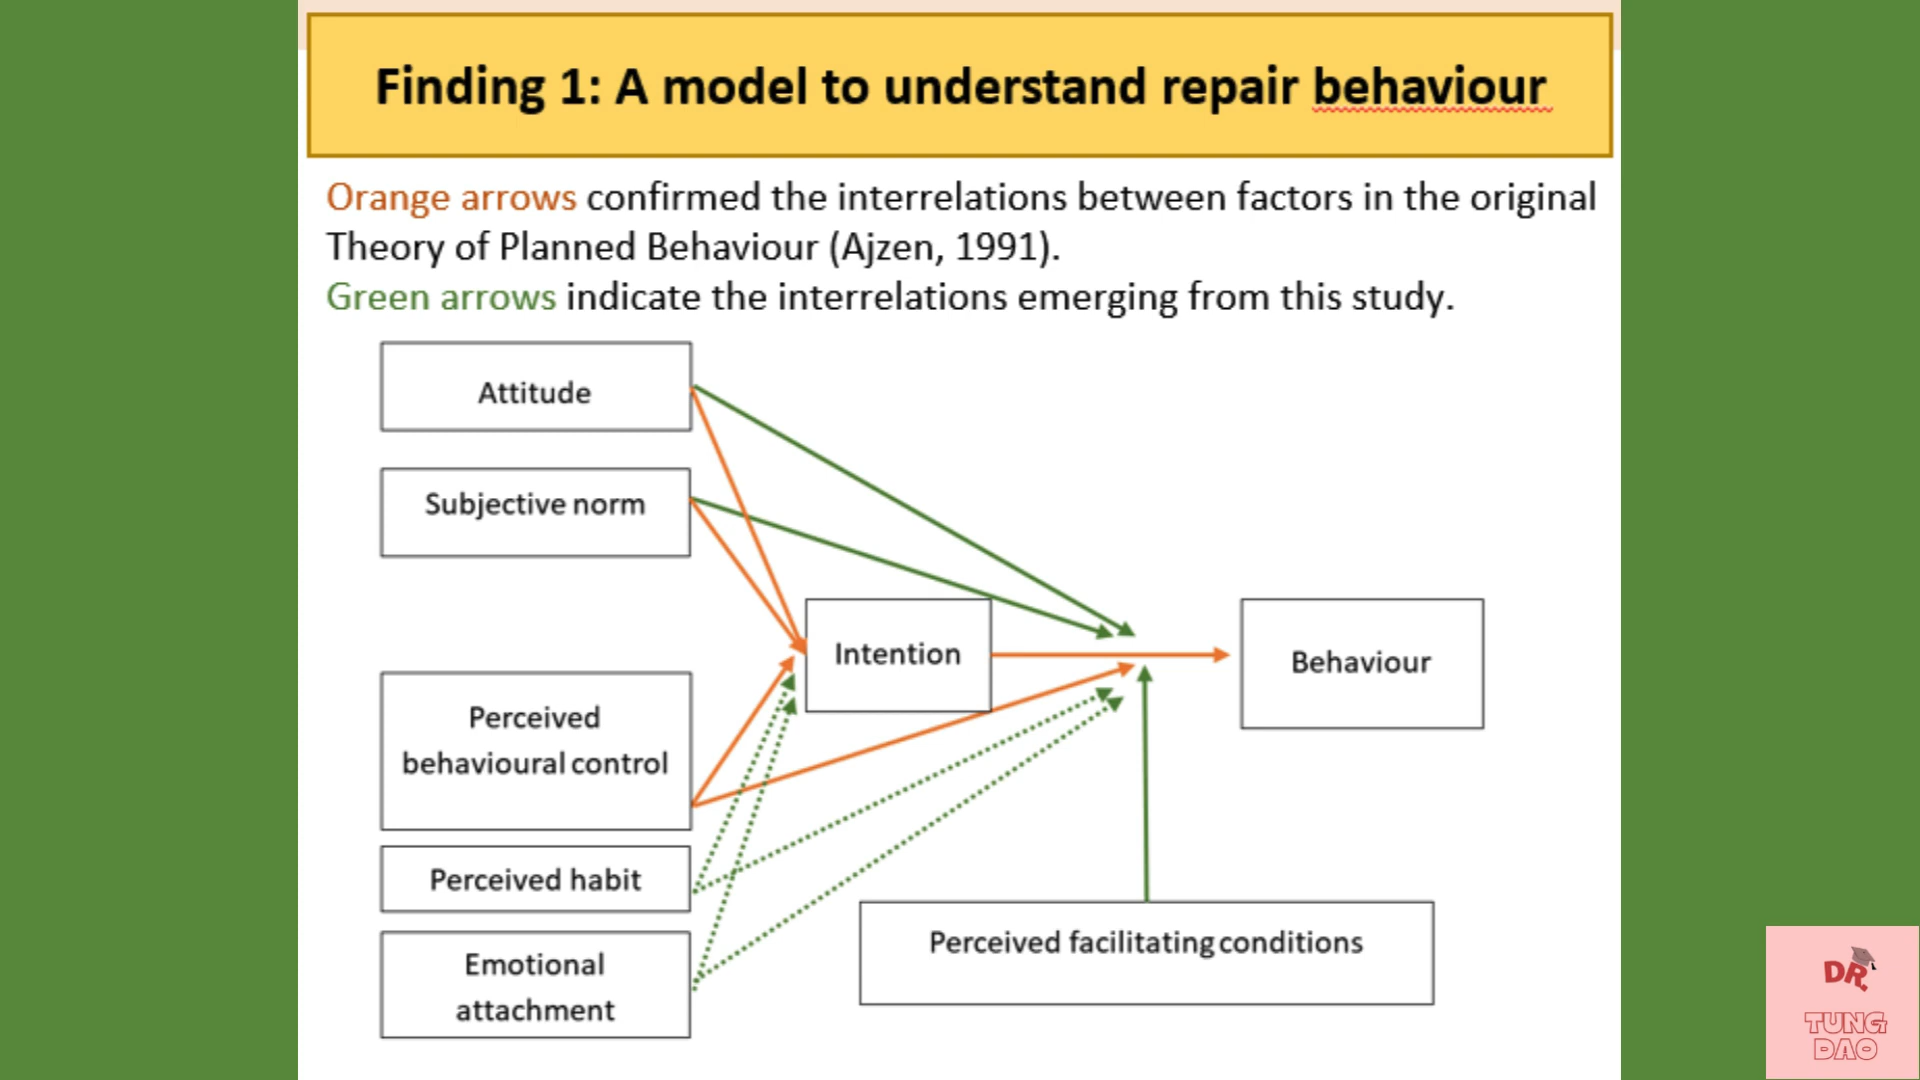 Finding 1: A model to understand repair behaviour
Orange arrows confirmed the interrelations between factors in the original
Theory of Planned Behaviour (Ajzen, 1991).
Green arrows indicate the interrelations emerging from this study.
Attitude
Subjective norm
Intention
Behaviour
Perceived
behavioural control
Perceived habit
Emotional
attachment
Perceived facilitating conditions
DR.
TUNG
DAO